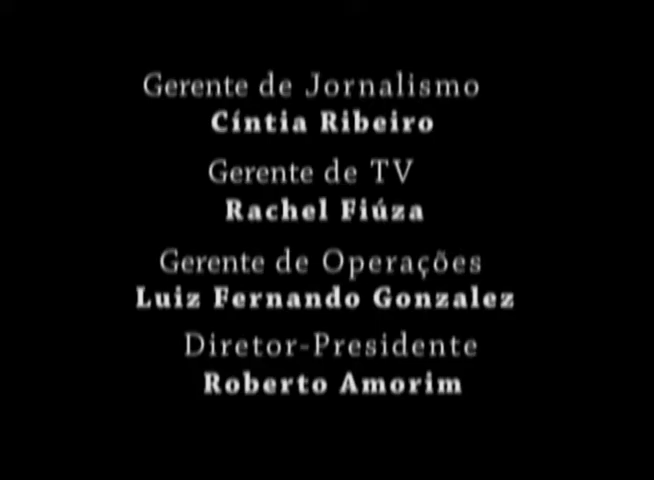 Gerente de Jornalismo
Cíntia Ribeiro
Gerente de TV
Rachel Fiúza
Gerente de Operações
Luiz Fernando Gonzalez
Diretor-Presidente
Roberto Amorim